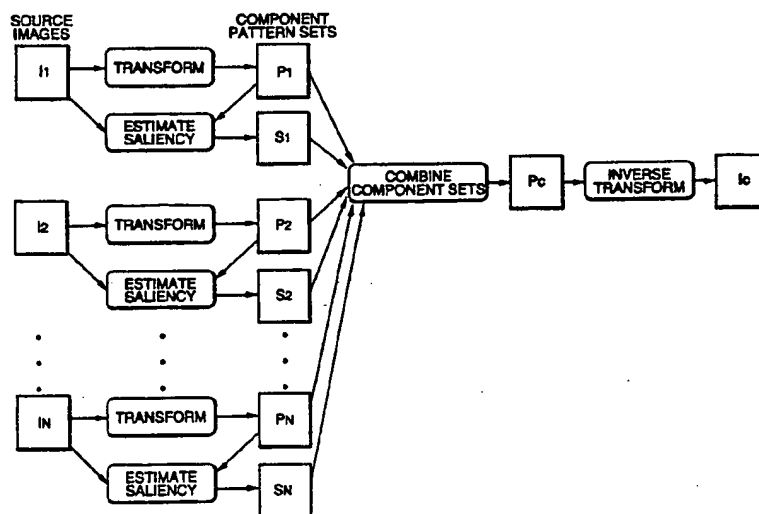 SOURCE
IMAGES
COMPONENT
PATTERN SETS
I1
TRANSFORM
P1
ESTIMATE
SALIENCY
S1
COMBINE
COMPONENT SETS
Pc
INVERSE
TRANSFORM
Ic
I2
TRANSFORM
P2
ESTIMATE
SALIENCY
S2
IN
TRANSFORM
PN
ESTIMATE
SALIENCY
SN